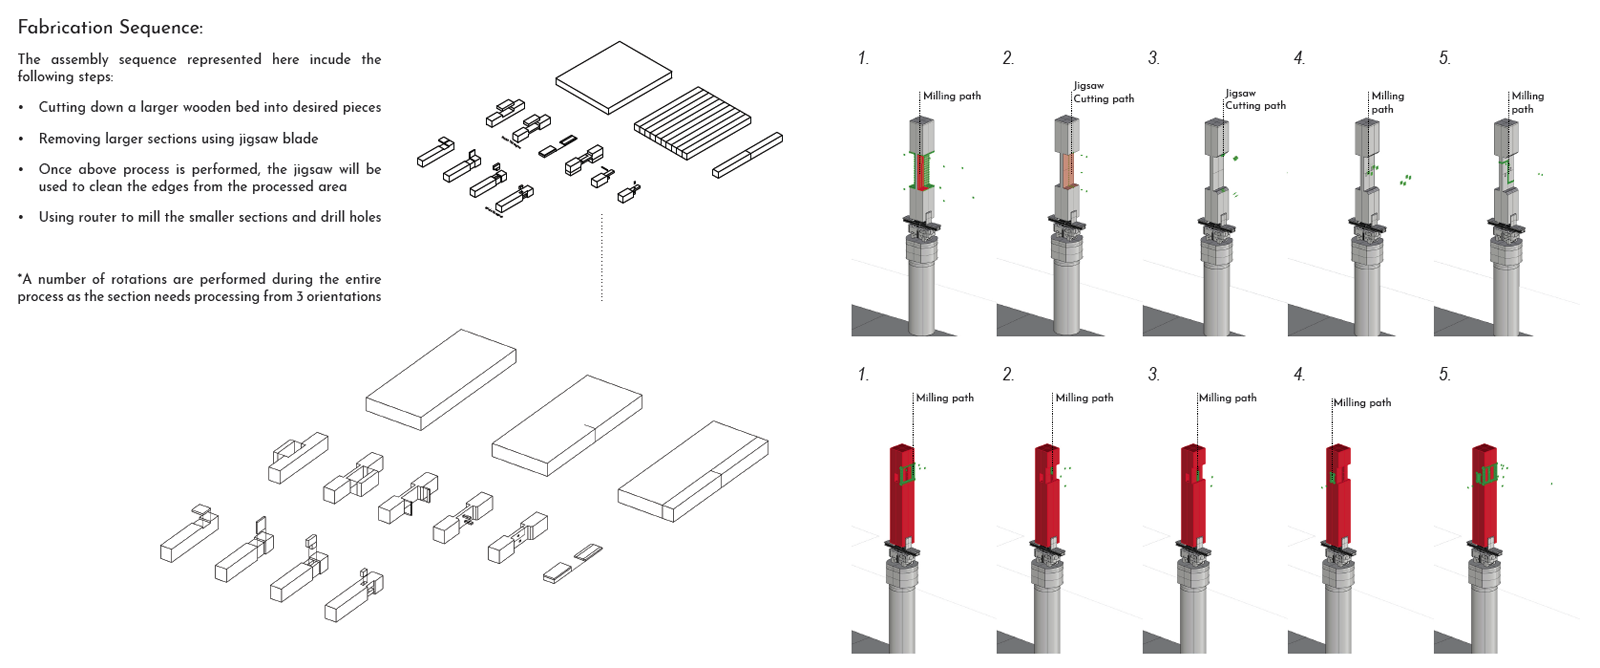 Fabrication Sequence:
The assembly sequence represented here incude the
following steps:
• Cutting down a larger wooden bed into desired pieces
• Removing larger sections using jigsaw blade
• Once above process is performed, the jigsaw will be
used to clean the edges from the processed area
• Using router to mill the smaller sections and drill holes
*A number of rotations are performed during the entire
process as the section needs processing from 3 orientations
1.
Milling path
2.
Jigsaw
Cutting path
3.
Jigsaw
Cutting path
4.
Milling
path
5.
Milling
path
1.
Milling path
2.
Milling path
3.
Milling path
4.
Milling path
5.